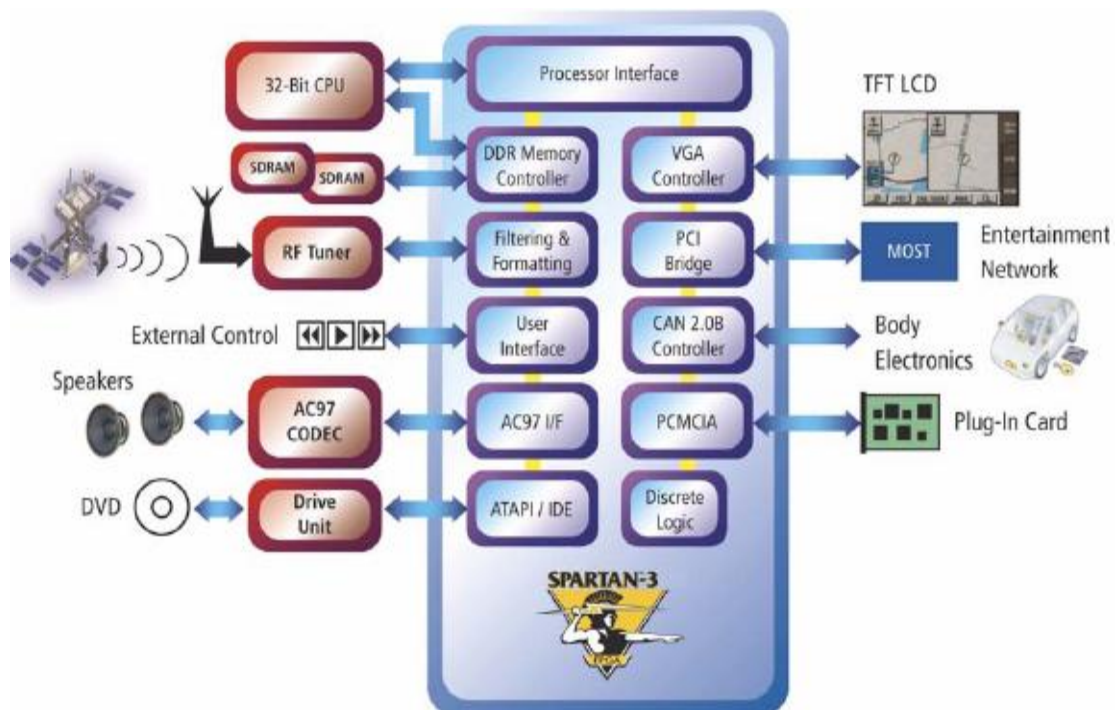 32-Bit CPU
Processor Interface
TFT LCD
SDRAM
SDRAM
DDR Memory
Controller
VGA
Controller
RF Tuner
Filtering &
Formatting
PCI
Bridge
MOST
Entertainment
Network
External Control
User
Interface
CAN 2.0B
Controller
Body
Electronics
Speakers
AC97
CODEC
AC97 I/F
PCMCIA
Plug-In Card
DVD
Drive
Unit
ATAPI / IDE
Discrete
Logic
SPARTAN-3
FPGA